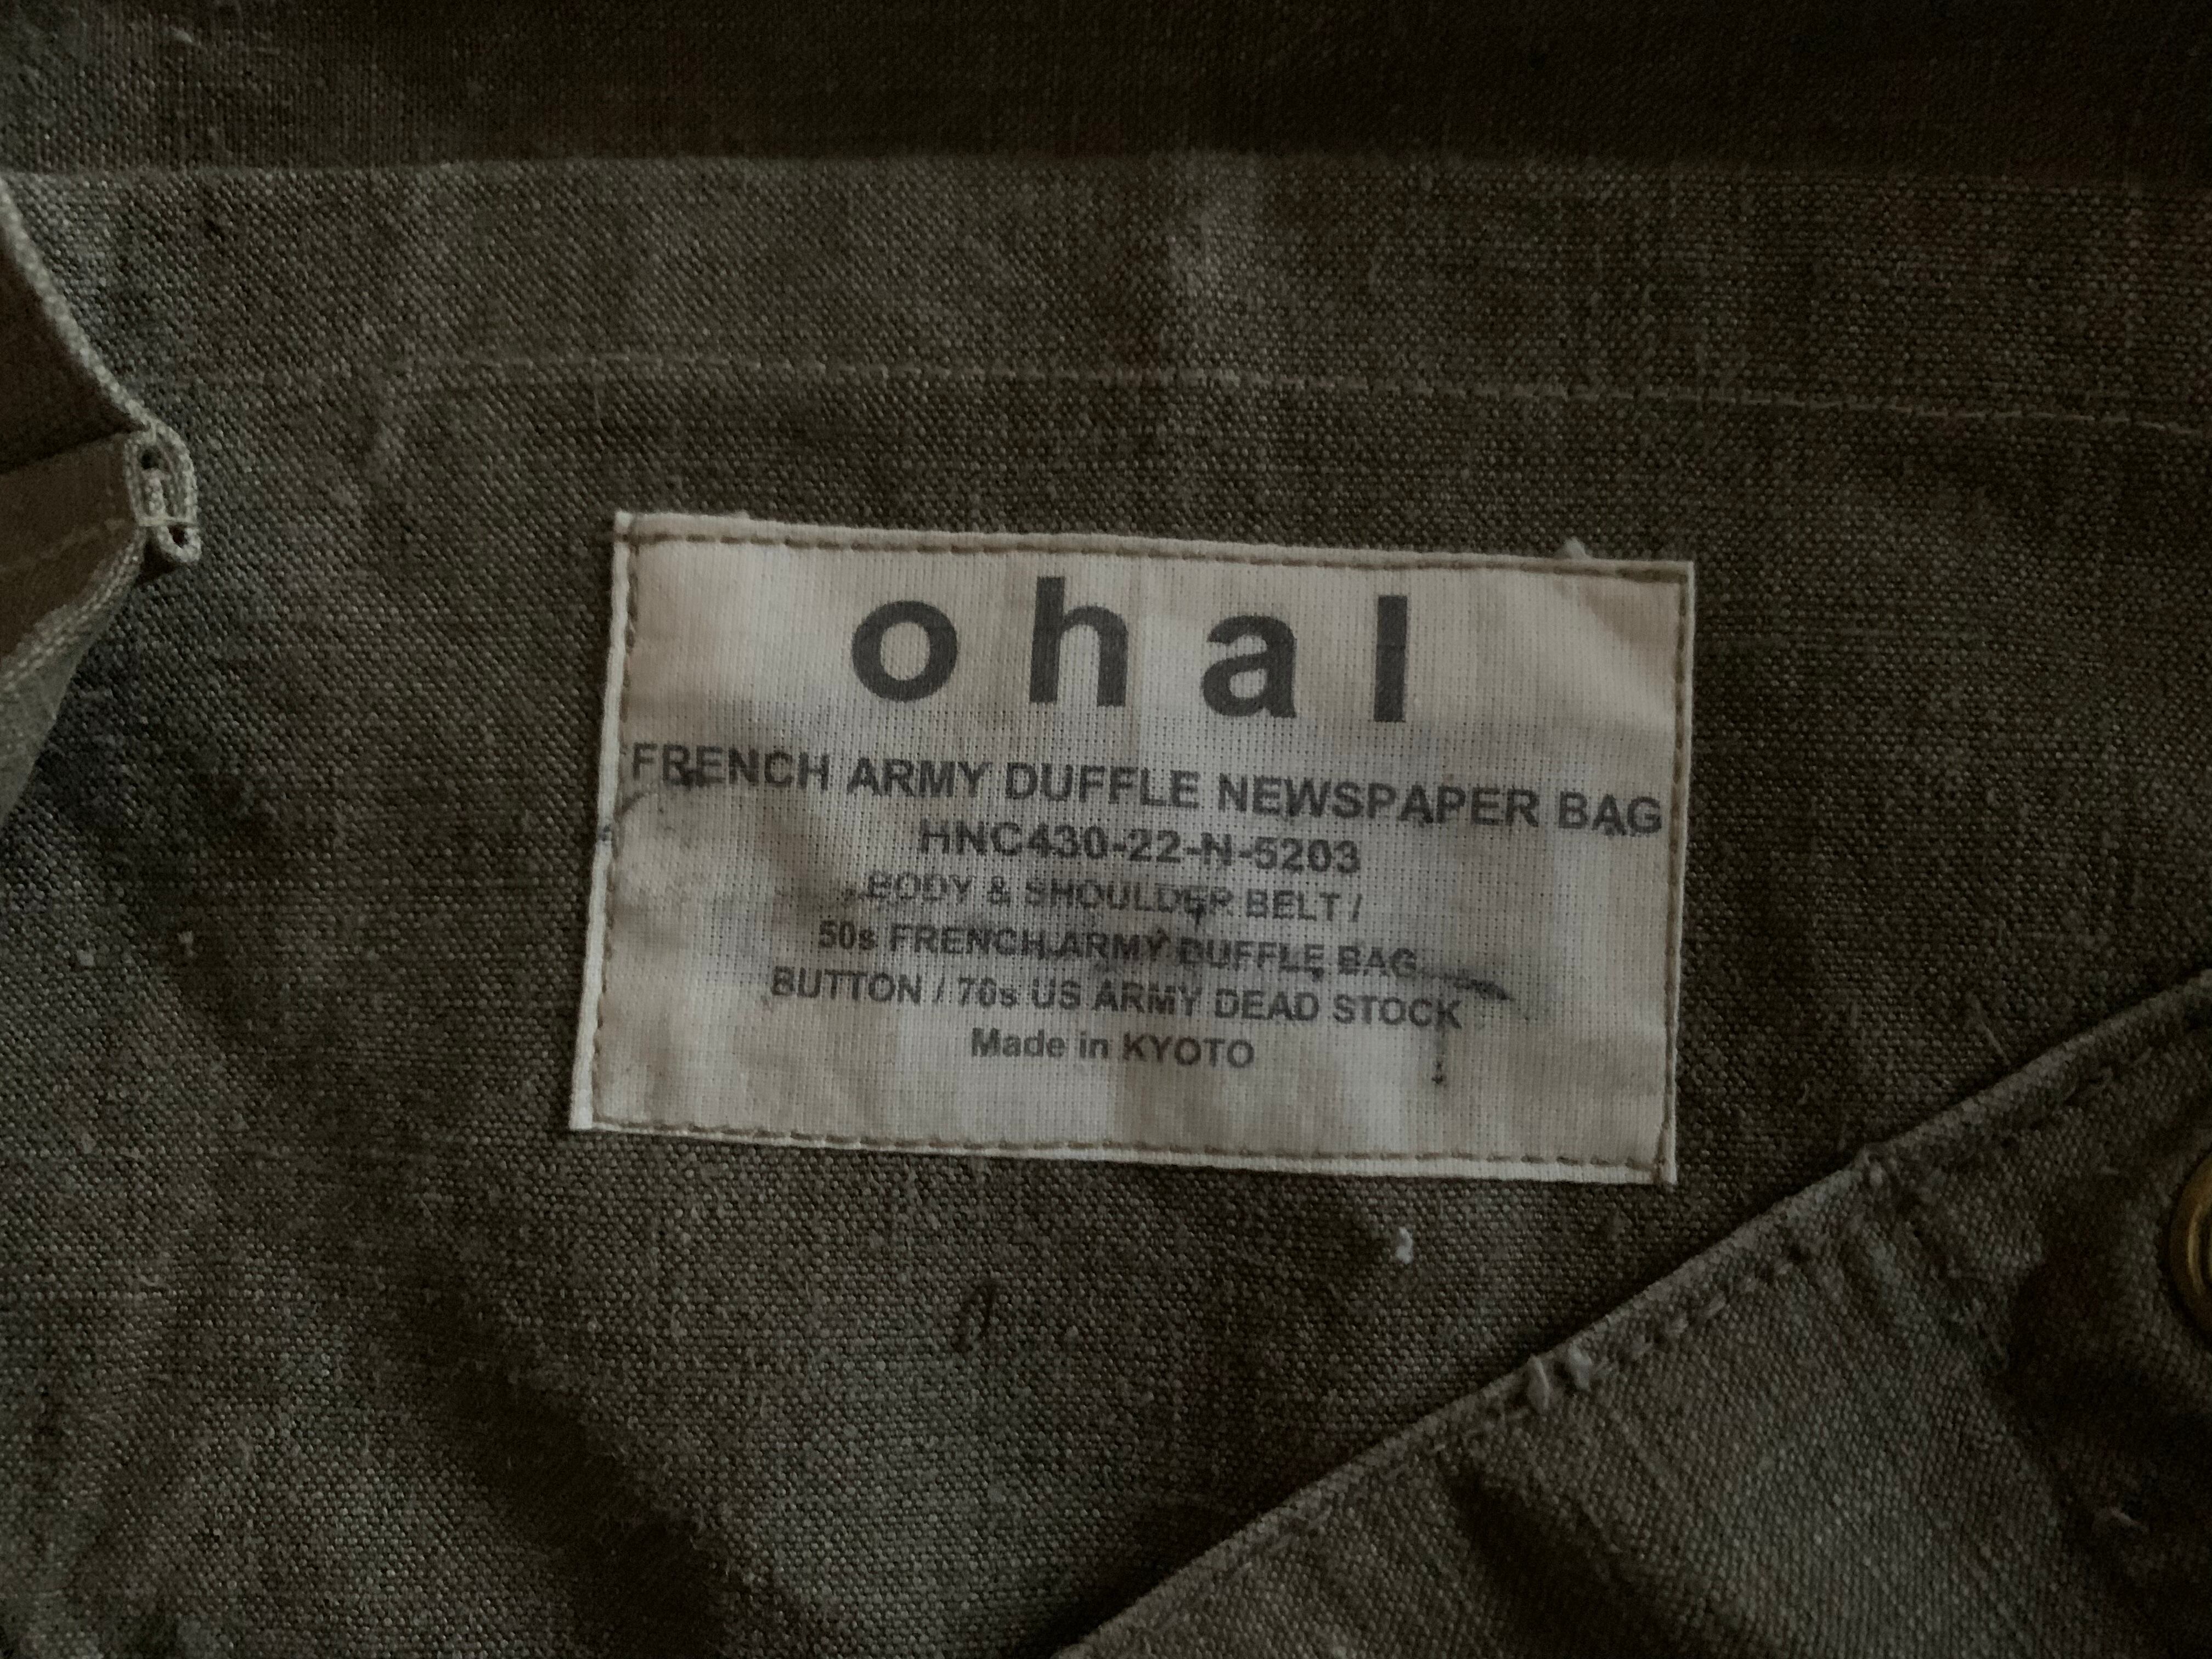 ohal
FRENCH ARMY DUFFLE NEWSPAPER BAG
HNC430-22-N-5203
BODY & SHOULDER BELT /
50s FRENCH ARMY DUFFLE BAG
BUTTON / 70s US ARMY DEAD STOCK
Made in KYOTO